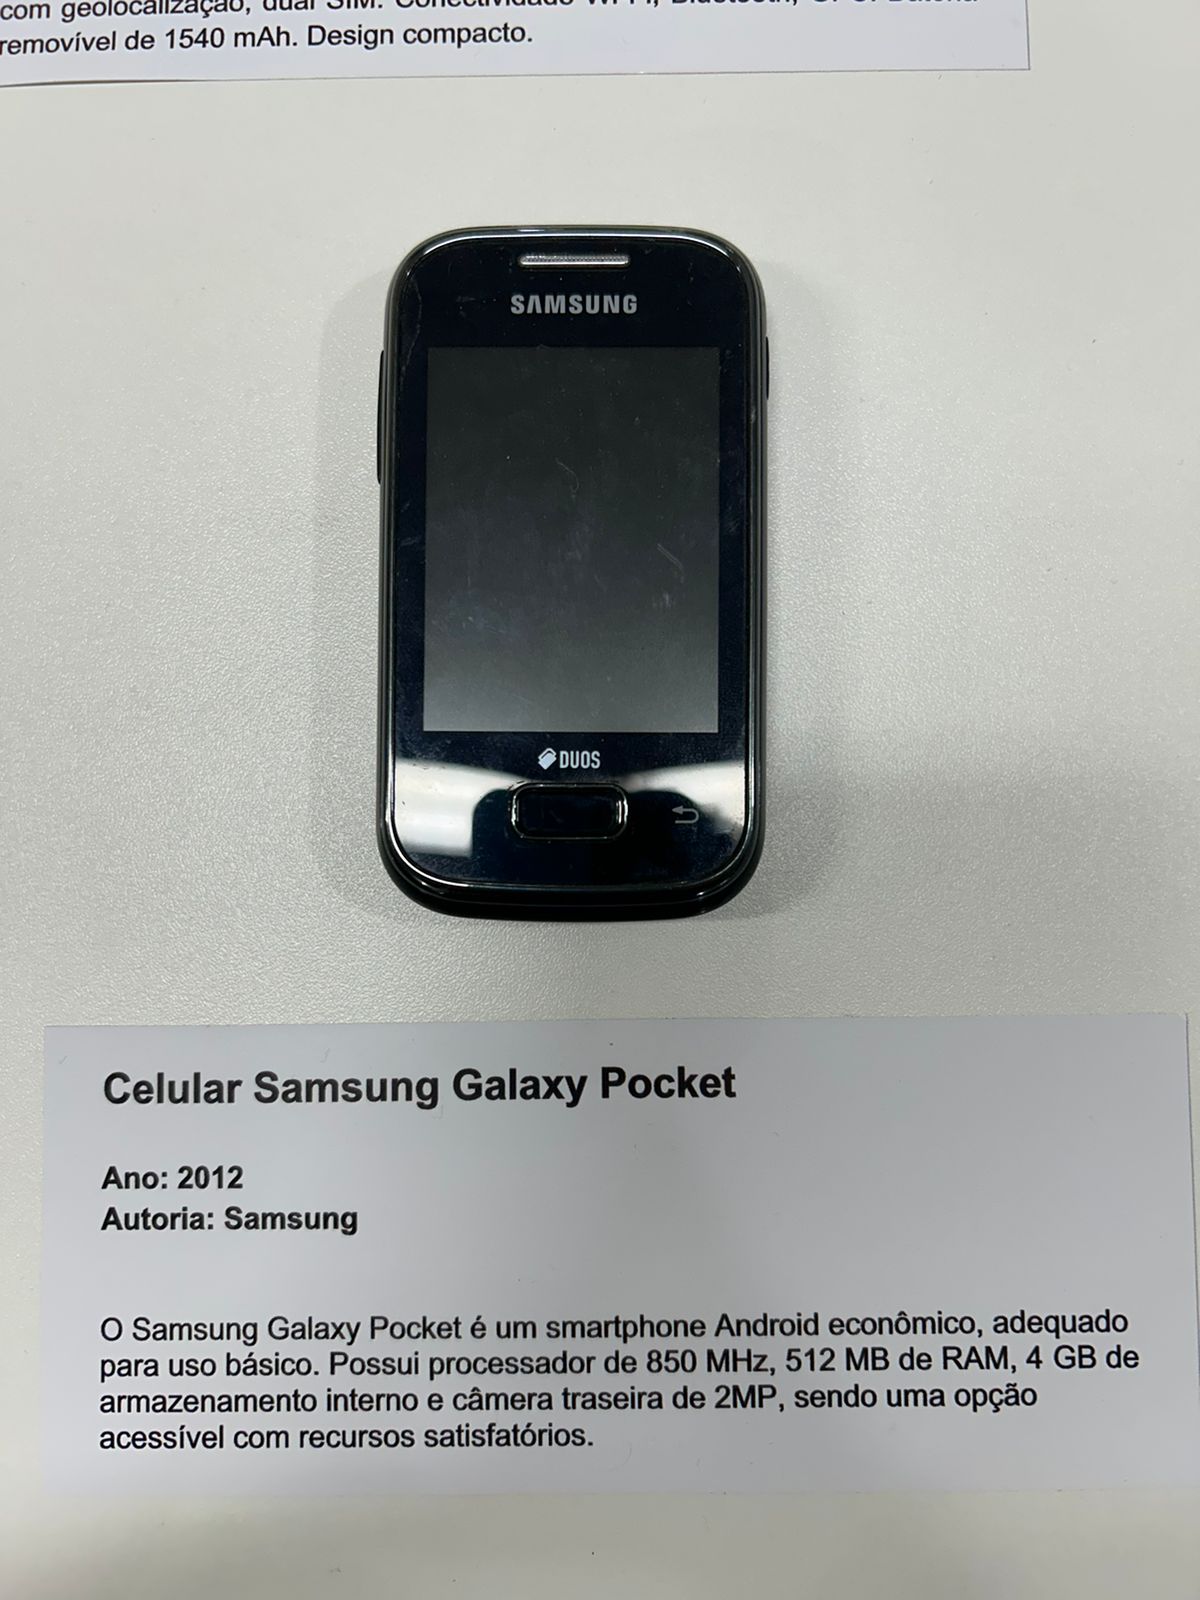 com geolocalização, dual SIM. Conectividade Wi-Fi, Bluetooth, GPS. Bateria
removível de 1540 mAh. Design compacto.
SAMSUNG
DUOS
Celular Samsung Galaxy Pocket
Ano: 2012
Autoria: Samsung
O Samsung Galaxy Pocket é um smartphone Android econômico, adequado
para uso básico. Possui processador de 850 MHz, 512 MB de RAM, 4 GB de
armazenamento interno e câmera traseira de 2MP, sendo uma opção
acessível com recursos satisfatórios.